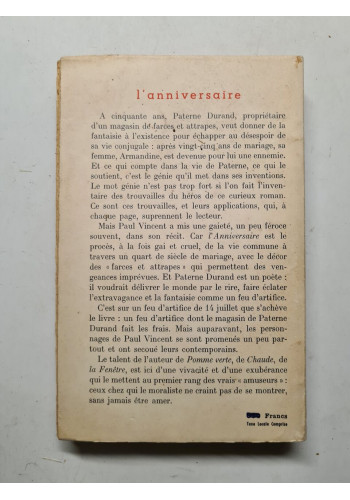 l'anniversaire
A cinquante ans, Paterne Durand, propriétaire
d'un magasin de farces et attrapes, veut donner de la
fantaisie à l'existence pour échapper au désespoir de
sa vie conjugale : après vingt-cinq ans de mariage, sa
femme, Armandine, est devenue pour lui une ennemie.
Et ce qui compte dans la vie de Paterne, ce qui le
soutient, c'est le génie qu'il met dans ses inventions.
Le mot génie n'est pas trop fort si l'on fait l'inven-
taire des trouvailles du héros de ce curieux roman.
Ce sont ces trouvailles, et leurs applications, qui, à
chaque page, suprennent le lecteur.
Mais Paul Vincent a mis une gaieté, un peu féroce
souvent, dans son récit. Car l'Anniversaire est le
procès, à la fois gai et cruel, de la vie commune à
travers un quart de siècle de mariage, avec le décor
des « farces et attrapes » qui permettent des ven-
geances imprévues. Et Paterne Durand est un poète :
il voudrait délivrer le monde par le rire, faire éclater
l'extravagance et la fantaisie comme un feu d'artifice.
C'est sur un feu d'artifice de 14 juillet que s'achève
le livre : un feu d'artifice dont le magasin de Paterne
Durand fait les frais. Mais auparavant, les person-
nages de Paul Vincent se sont promenés un peu par-
tout et ont secoué leurs contemporains.
Le talent de l'auteur de Pomme verte, de Chaude, de
la Fenêtre, est ici d'une vivacité et d'une exubérance
qui le mettent au premier rang des vrais « amuseurs » :
ceux chez qui le moraliste ne craint pas de se montrer,
sans jamais être amer.
Francs
Taxe Locale Comprise